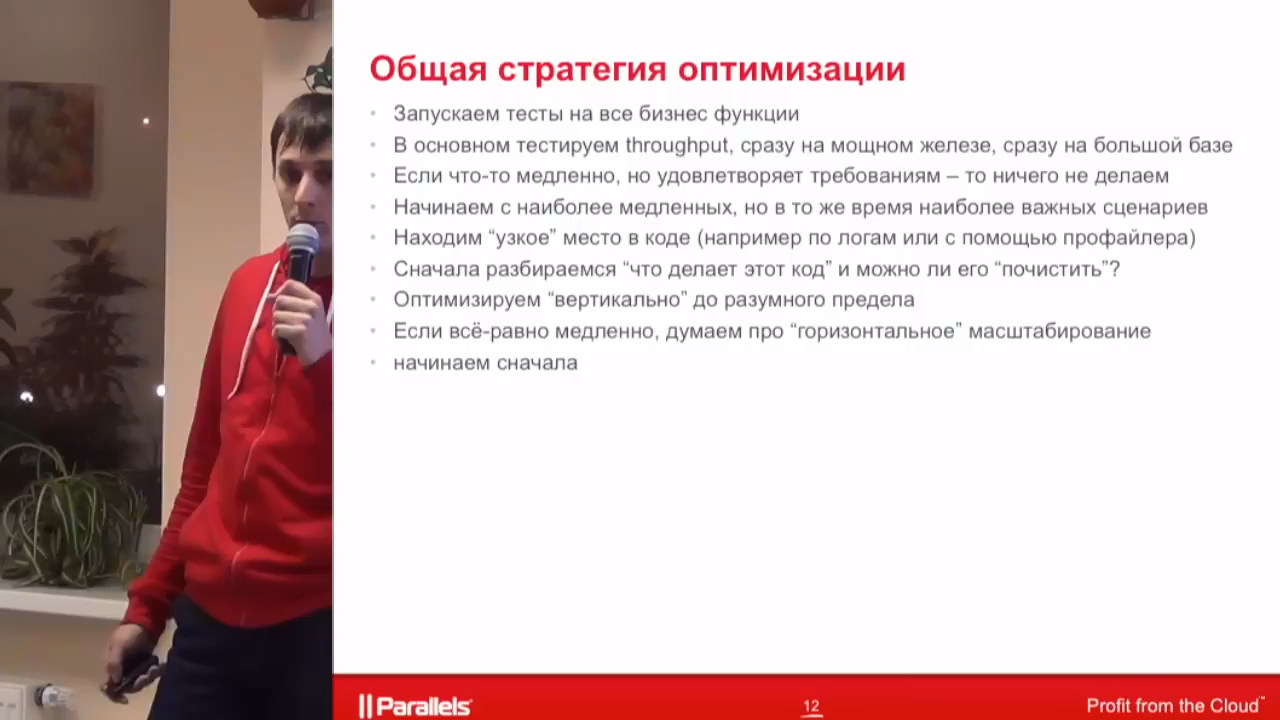 Общая стратегия оптимизации
• Запускаем тесты на все бизнес функции
• В основном тестируем throughput, сразу на мощном железе, сразу на большой базе
• Если что-то медленно, но удовлетворяет требованиям – то ничего не делаем
• Начинаем с наиболее медленных, но в то же время наиболее важных сценариев
• Находим “узкое” место в коде (например по логам или с помощью профайлера)
• Сначала разбираемся “что делает этот код” и можно ли его “почистить”?
• Оптимизируем “вертикально” до разумного предела
• Если всё-равно медленно, думаем про “горизонтальное” масштабирование
• начинаем сначала
Parallels 12 Profit from the Cloud™